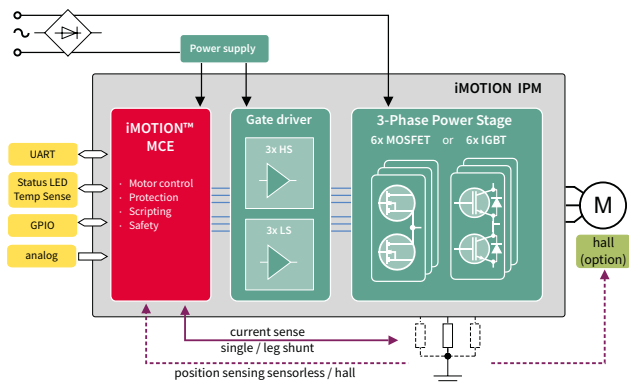 Power supply
iMOTION IPM
iMOTION™
MCE
· Motor control
· Protection
· Scripting
· Safety
Gate driver
3x HS
3x LS
3-Phase Power Stage
6x MOSFET or 6x IGBT
UART
Status LED
Temp Sense
GPIO
analog
M
hall
(option)
current sense
single / leg shunt
position sensing sensorless / hall